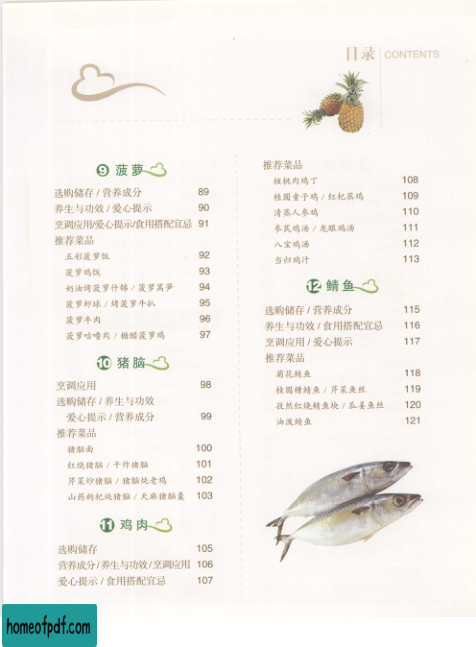 目录 CONTENTS
9 菠萝
选购储存 / 营养成分 89
养生与功效 / 爱心提示 90
烹调应用/爱心提示/食用搭配宜忌 91
推荐菜品
五彩菠萝饭 92
菠萝鸡饭 93
奶油烤菠萝什锦 / 菠萝莴笋 94
菠萝虾球 / 烤菠萝牛扒 95
菠萝牛肉 96
菠萝咕噜肉 / 糖醋菠萝鸡 97
10 猪脑
烹调应用 98
选购储存 / 养生与功效
爱心提示 / 营养成分 99
推荐菜品
猪脑面 100
红烧猪脑 / 干炸猪脑 101
芹菜炒猪脑 / 猪脑炖老鸡 102
山药枸杞炖猪脑 / 天麻猪脑羹 103
11 鸡肉
选购储存 105
营养成分 / 养生与功效 / 烹调应用 106
爱心提示 / 食用搭配宜忌 107
推荐菜品
核桃肉鸡丁 108
桂圆童子鸡 / 红杞蒸鸡 109
清蒸人参鸡 110
参芪鸡汤 / 龙眼鸡汤 111
八宝鸡汤 112
当归鸡汁 113
12 鲭鱼
选购储存 / 营养成分 115
养生与功效 / 食用搭配宜忌 116
烹调应用 / 爱心提示 117
推荐菜品
菊花鲭鱼 118
桂圆糟鲭鱼 / 芹菜鱼丝 119
孜然红烧鲭鱼块 / 瓜姜鱼丝 120
油泼鲭鱼 121
homeofpdf.com